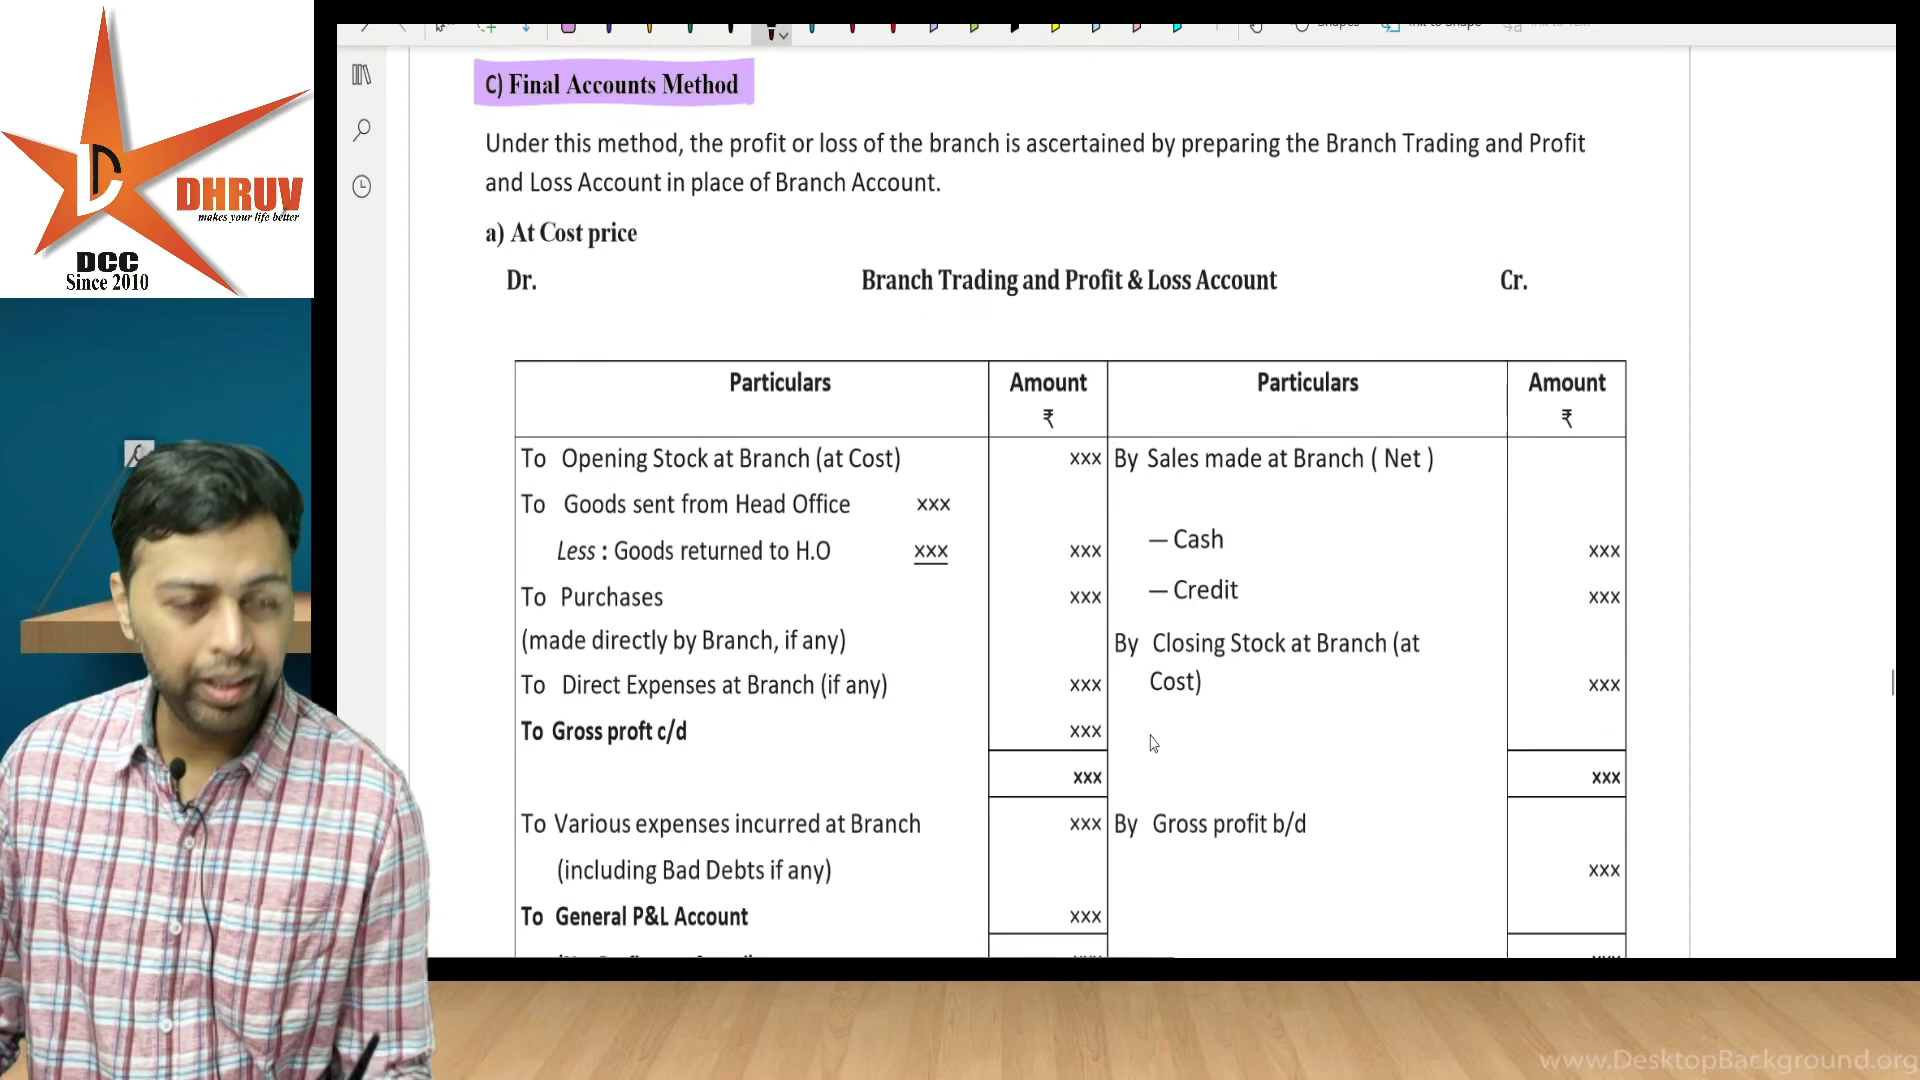 DHRUV
makes your life better
DCC
Since 2010
C) Final Accounts Method
Under this method, the profit or loss of the branch is ascertained by preparing the Branch Trading and Profit
and Loss Account in place of Branch Account.
a) At Cost price
Dr. Branch Trading and Profit & Loss Account Cr.
Particulars Amount Particulars Amount
₹ ₹
To Opening Stock at Branch (at Cost) xxx By Sales made at Branch ( Net )
To Goods sent from Head Office xxx
— Cash
Less : Goods returned to H.O xxx xxx xxx
— Credit
To Purchases xxx xxx
(made directly by Branch, if any) By Closing Stock at Branch (at
To Direct Expenses at Branch (if any) xxx Cost) xxx
To Gross proft c/d xxx
xxx xxx
To Various expenses incurred at Branch xxx By Gross profit b/d
(including Bad Debts if any) xxx
To General P&L Account xxx
www.DesktopBackground.org